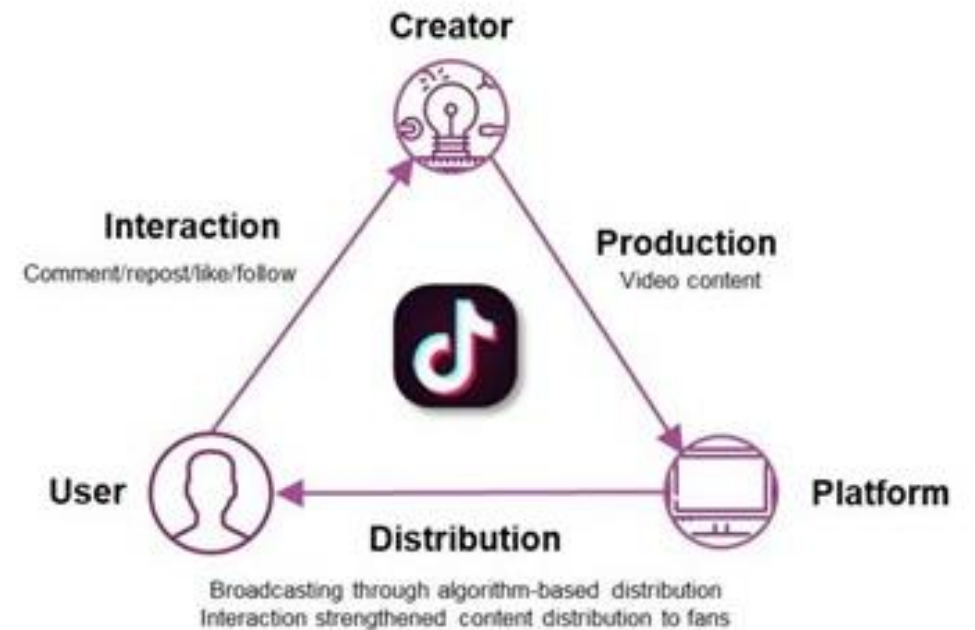 Creator
Interaction
Comment/repost/like/follow
Production
Video content
User
Platform
Distribution
Broadcasting through algorithm-based distribution
Interaction strengthened content distribution to fans